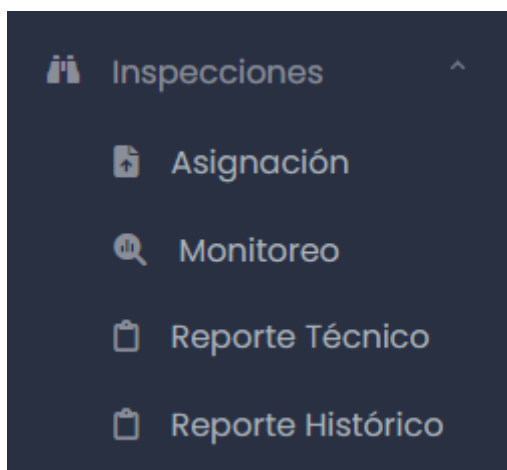 Inspecciones
Asignación
Monitoreo
Reporte Técnico
Reporte Histórico